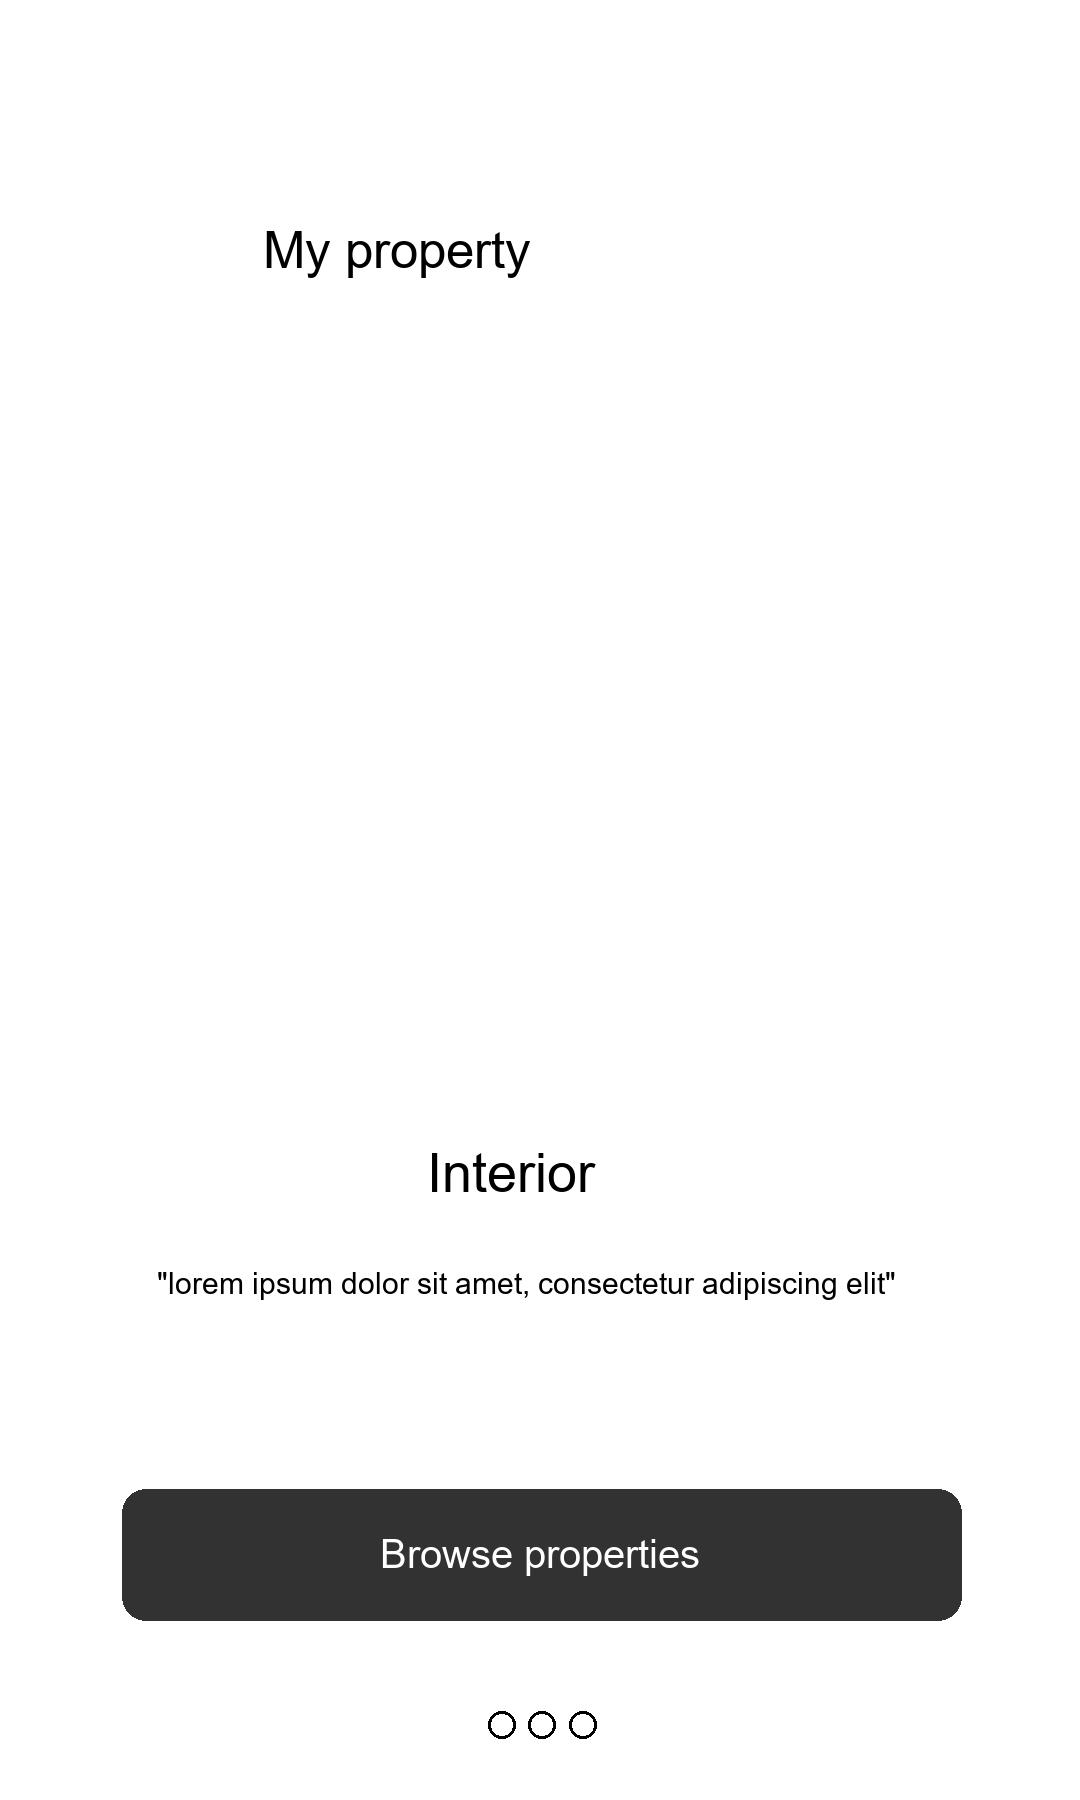 My property
Interior
"lorem ipsum dolor sit amet, consectetur adipiscing elit"
Browse properties